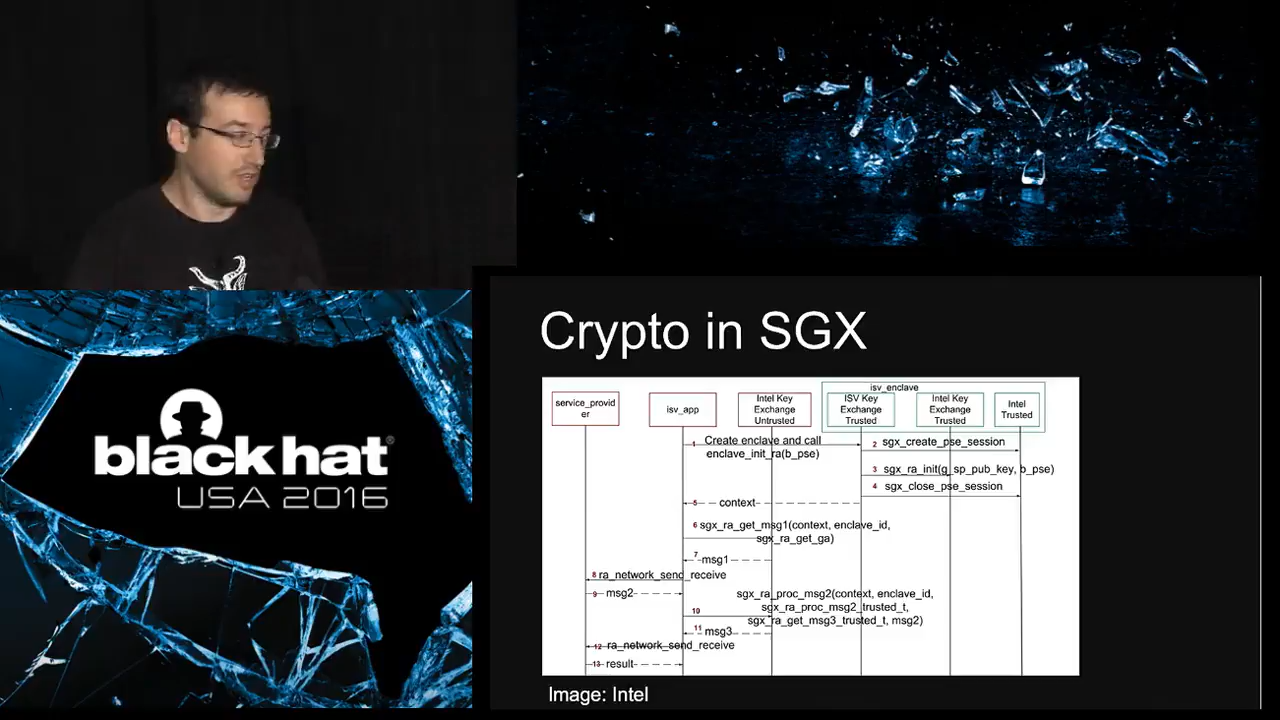 black hat®
USA 2016
Crypto in SGX
isv_enclave
service_provid
er
isv_app
Intel Key
Exchange
Untrusted
ISV Key
Exchange
Trusted
Intel Key
Exchange
Trusted
Intel
Trusted
1 Create enclave and call
enclave_init_ra(b_pse)
2 sgx_create_pse_session
3 sgx_ra_init(g_sp_pub_key, b_pse)
4 sgx_close_pse_session
5 context
6 sgx_ra_get_msg1(context, enclave_id,
sgx_ra_get_ga)
7 msg1
8 ra_network_send_receive
9 msg2
10 sgx_ra_proc_msg2(context, enclave_id,
sgx_ra_proc_msg2_trusted_t,
sgx_ra_get_msg3_trusted_t, msg2)
11 msg3
12 ra_network_send_receive
13 result
Image: Intel